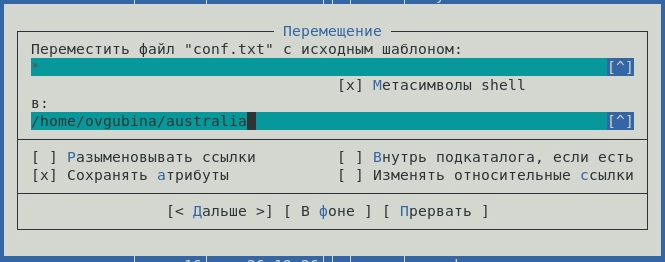 Перемещение
Переместить файл "conf.txt" с исходным шаблоном:
* [^]
[x] Метасимволы shell
в:
/home/ovgubina/australia [^]
[ ] Разыменовывать ссылки [ ] Внутрь подкаталога, если есть
[x] Сохранять атрибуты [ ] Изменять относительные ссылки
[< Дальше >] [ В фоне ] [ Прервать ]